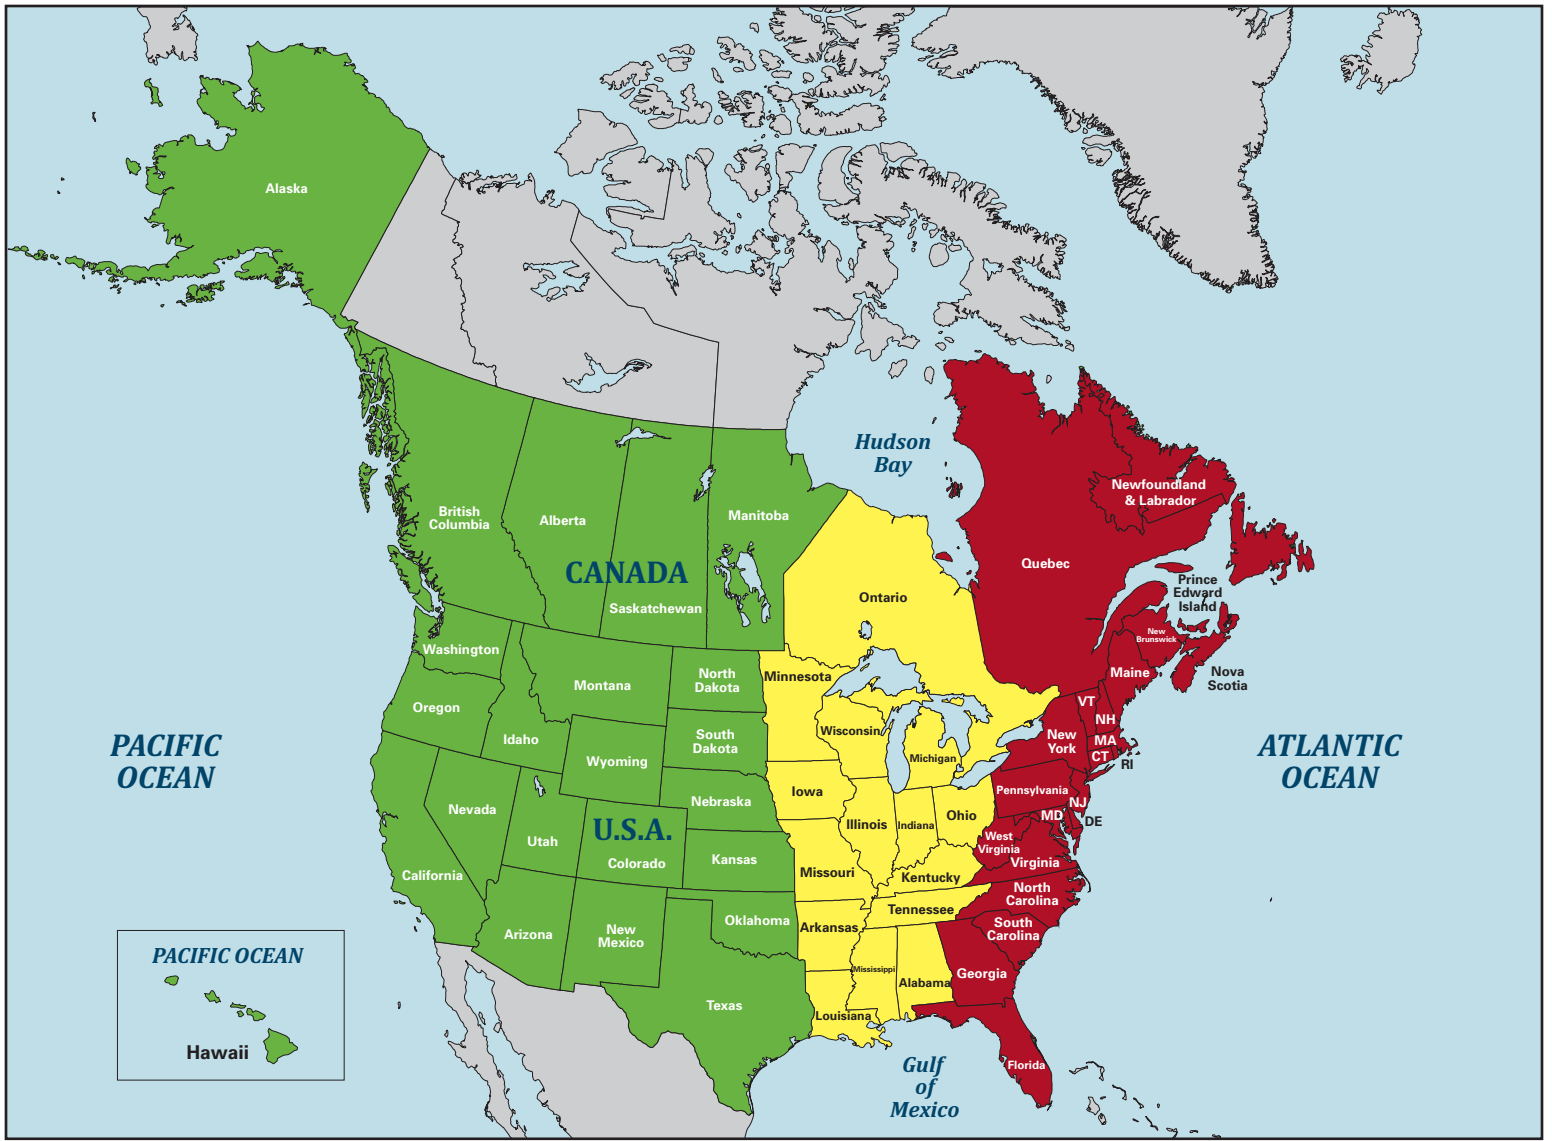 Alaska
Hudson
Bay
Newfoundland
& Labrador
British
Columbia
Alberta
Manitoba
CANADA
Saskatchewan
Quebec
Ontario
Prince
Edward
Island
New
Brunswick
Nova
Scotia
Washington
Montana
North
Dakota
Minnesota
Maine
Oregon
Idaho
South
Dakota
Wisconsin
Michigan
VT
NH
New
York
MA
CT
RI
PACIFIC
OCEAN
ATLANTIC
OCEAN
Wyoming
Nebraska
Iowa
Pennsylvania
NJ
Nevada
Utah
U.S.A.
Colorado
Kansas
Illinois
Indiana
Ohio
MD
DE
West
Virginia
Virginia
California
Missouri
Kentucky
North
Carolina
Arizona
New
Mexico
Oklahoma
Arkansas
Tennessee
South
Carolina
Mississippi
Alabama
Georgia
Texas
Louisiana
Florida
PACIFIC OCEAN
Hawaii
Gulf
of
Mexico